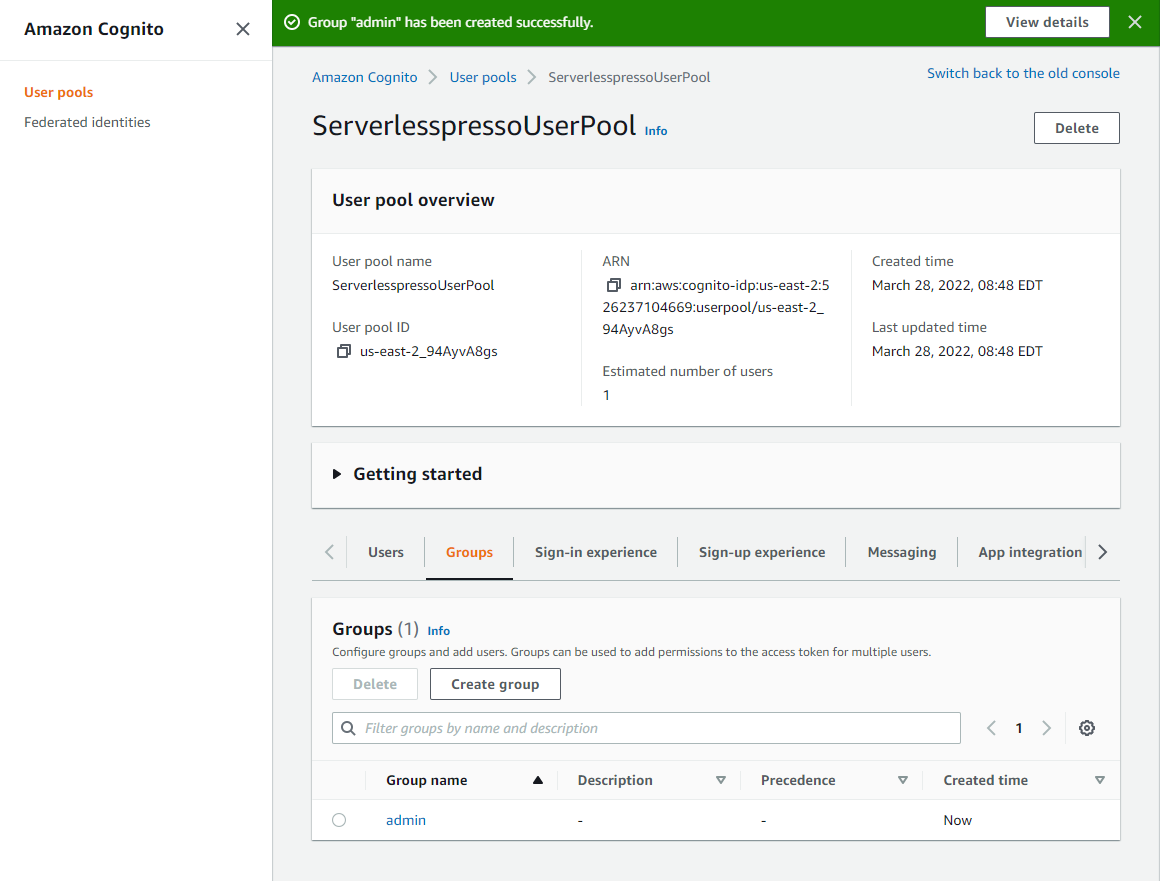 Amazon Cognito
User pools
Federated identities
Group "admin" has been created successfully.
View details
Amazon Cognito
User pools
ServerlesspressoUserPool
Switch back to the old console
ServerlesspressoUserPool Info
Delete
User pool overview
User pool name
ServerlesspressoUserPool
User pool ID
us-east-2_94AyvA8gs
ARN
arn:aws:cognito-idp:us-east-2:5
26237104669:userpool/us-east-2_
94AyvA8gs
Estimated number of users
1
Created time
March 28, 2022, 08:48 EDT
Last updated time
March 28, 2022, 08:48 EDT
Getting started
Users
Groups
Sign-in experience
Sign-up experience
Messaging
App integration
Groups (1) Info
Configure groups and add users. Groups can be used to add permissions to the access token for multiple users.
Delete
Create group
Filter groups by name and description
1
Group name
Description
Precedence
Created time
admin
-
-
Now